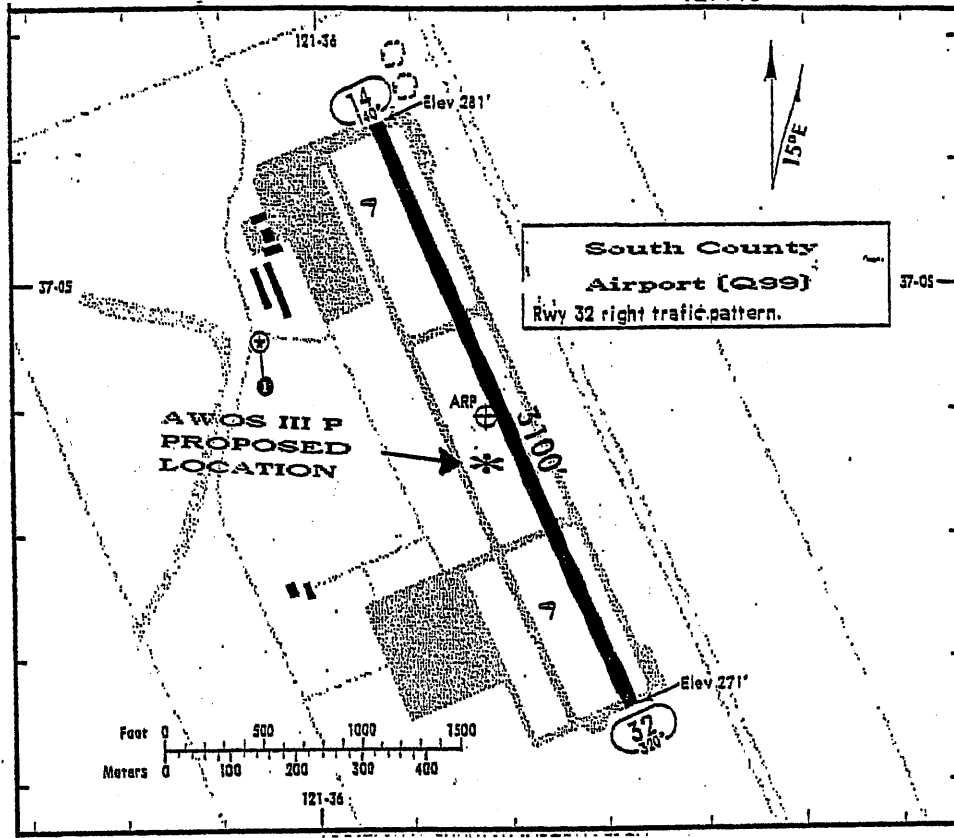 121-36
14
Elev 281'
15°E
South County
Airport (Q99)
Rwy 32 right trafic pattern.
37-05
37-05
1
ARP
3100'
AWOS III P
PROPOSED
LOCATION
Elev 271'
32
320°
Feet 0 500 1000 1500
Meters 0 100 200 300 400
121-36